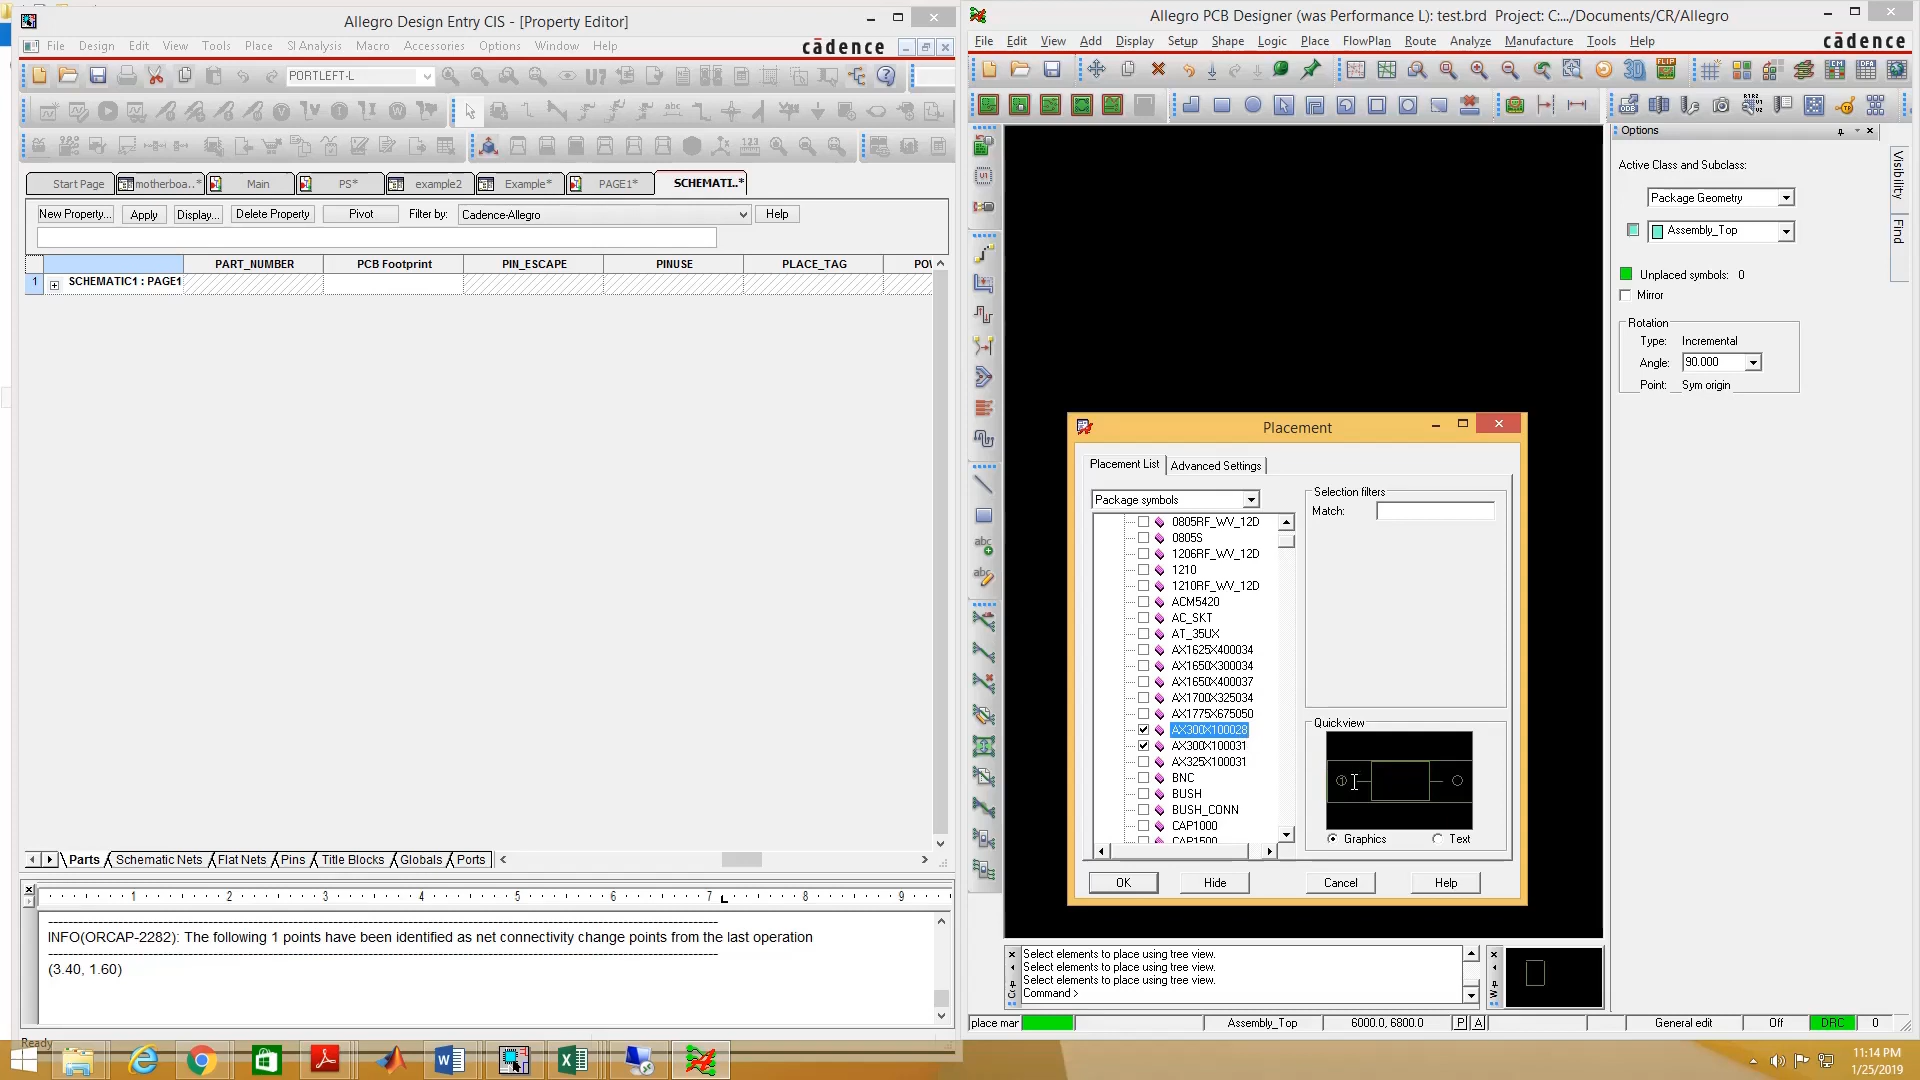 Allegro Design Entry CIS - [Property Editor]
File Design Edit View Tools Place SI Analysis Macro Accessories Options Window Help
cādence
PORTLEFT-L
Start Page
motherboa..*
Main
PS*
example2
Example*
PAGE1*
SCHEMATI..*
New Property...
Apply
Display...
Delete Property
Pivot
Filter by:
Cadence-Allegro
Help
PART_NUMBER
PCB Footprint
PIN_ESCAPE
PINUSE
PLACE_TAG
1
SCHEMATIC1 : PAGE1
Parts
Schematic Nets
Flat Nets
Pins
Title Blocks
Globals
Ports
1 2 3 4 5 6 7 8 9
INFO(ORCAP-2282): The following 1 points have been identified as net connectivity change points from the last operation
(3.40, 1.60)
Ready
Allegro PCB Designer (was Performance L): test.brd Project: C:.../Documents/CR/Allegro
File Edit View Add Display Setup Shape Logic Place FlowPlan Route Analyze Manufacture Tools Help
cādence
Options
Active Class and Subclass:
Package Geometry
Assembly_Top
Unplaced symbols: 0
Mirror
Rotation
Type: Incremental
Angle: 90.000
Point: Sym origin
Visibility
Find
Placement
Placement List
Advanced Settings
Package symbols
0805RF_WV_12D
0805S
1206RF_WV_12D
1210
1210RF_WV_12D
ACM5420
AC_SKT
AT_35UX
AX1625X400034
AX1650X300034
AX1650X400037
AX1700X325034
AX1775X675050
AX300X100028
AX300X100031
AX325X100031
BNC
BUSH
BUSH_CONN
CAP1000
CAP1500
Selection filters
Match:
Quickview
Graphics
Text
OK
Hide
Cancel
Help
Select elements to place using tree view.
Select elements to place using tree view.
Select elements to place using tree view.
Command >
place mar
Assembly_Top
6000.0, 6800.0
P
A
General edit
Off
DRC
0
11:14 PM
1/25/2019